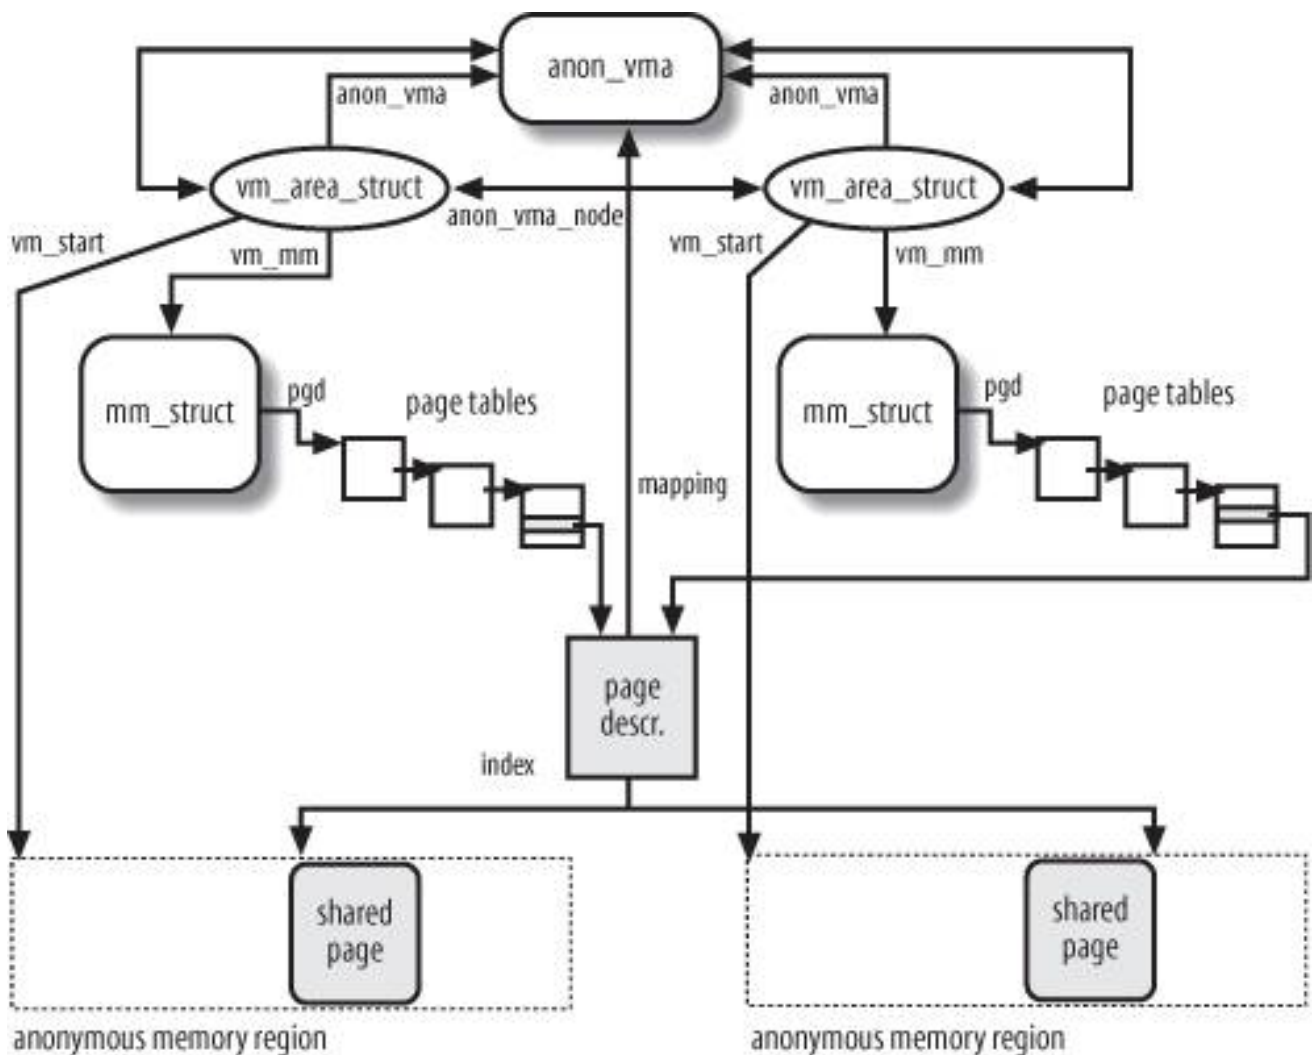 anon_vma
anon_vma
anon_vma
vm_area_struct
vm_area_struct
anon_vma_node
vm_start
vm_mm
vm_start
vm_mm
mm_struct
pgd
page tables
mm_struct
pgd
page tables
mapping
page
descr.
index
shared
page
shared
page
anonymous memory region
anonymous memory region